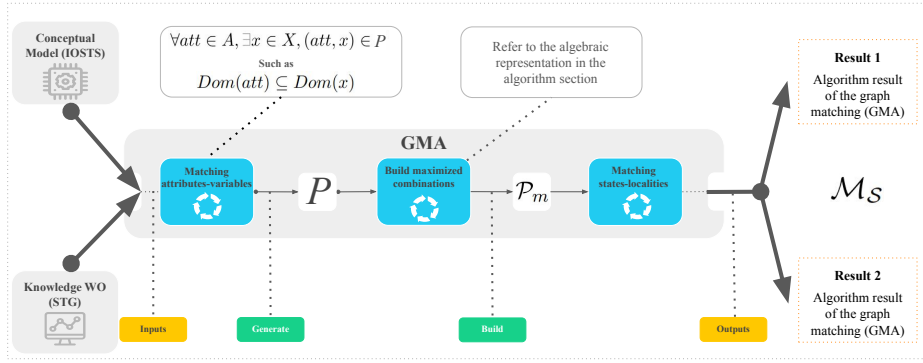 Conceptual
Model (IOSTS)
∀att ∈ A, ∃x ∈ X, (att, x) ∈ P
Such as
Dom(att) ⊆ Dom(x)
Refer to the algebraic
representation in the
algorithm section
Result 1
Algorithm result
of the graph
matching (GMA)
GMA
Matching
attributes-variables
P
Build maximized
combinations
𝒫ₘ
Matching
states-localities
ℳ_𝒮
Knowledge WO
(STG)
Inputs
Generate
Build
Outputs
Result 2
Algorithm result
of the graph
matching (GMA)